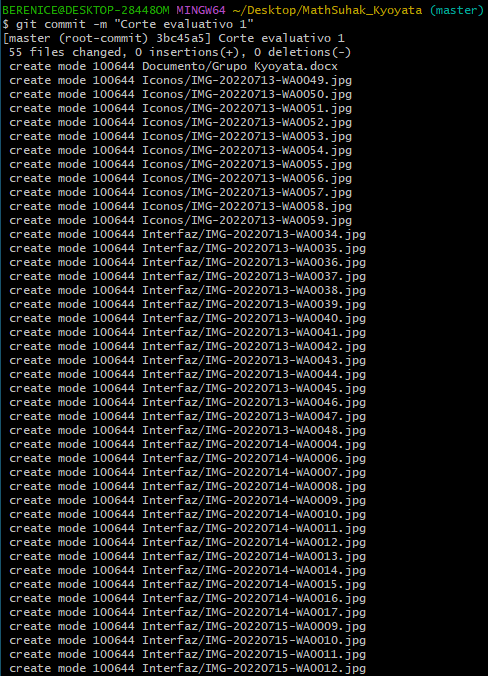 BERENICE@DESKTOP-28448OM MINGW64 ~/Desktop/MathSuhak_Kyoyata (master)
$ git commit -m "Corte evaluativo 1"
[master (root-commit) 3bc45a5] Corte evaluativo 1
 55 files changed, 0 insertions(+), 0 deletions(-)
 create mode 100644 Documento/Grupo Kyoyata.docx
 create mode 100644 Iconos/IMG-20220713-WA0049.jpg
 create mode 100644 Iconos/IMG-20220713-WA0050.jpg
 create mode 100644 Iconos/IMG-20220713-WA0051.jpg
 create mode 100644 Iconos/IMG-20220713-WA0052.jpg
 create mode 100644 Iconos/IMG-20220713-WA0053.jpg
 create mode 100644 Iconos/IMG-20220713-WA0054.jpg
 create mode 100644 Iconos/IMG-20220713-WA0055.jpg
 create mode 100644 Iconos/IMG-20220713-WA0056.jpg
 create mode 100644 Iconos/IMG-20220713-WA0057.jpg
 create mode 100644 Iconos/IMG-20220713-WA0058.jpg
 create mode 100644 Iconos/IMG-20220713-WA0059.jpg
 create mode 100644 Interfaz/IMG-20220713-WA0034.jpg
 create mode 100644 Interfaz/IMG-20220713-WA0035.jpg
 create mode 100644 Interfaz/IMG-20220713-WA0036.jpg
 create mode 100644 Interfaz/IMG-20220713-WA0037.jpg
 create mode 100644 Interfaz/IMG-20220713-WA0038.jpg
 create mode 100644 Interfaz/IMG-20220713-WA0039.jpg
 create mode 100644 Interfaz/IMG-20220713-WA0040.jpg
 create mode 100644 Interfaz/IMG-20220713-WA0041.jpg
 create mode 100644 Interfaz/IMG-20220713-WA0042.jpg
 create mode 100644 Interfaz/IMG-20220713-WA0043.jpg
 create mode 100644 Interfaz/IMG-20220713-WA0044.jpg
 create mode 100644 Interfaz/IMG-20220713-WA0045.jpg
 create mode 100644 Interfaz/IMG-20220713-WA0046.jpg
 create mode 100644 Interfaz/IMG-20220713-WA0047.jpg
 create mode 100644 Interfaz/IMG-20220713-WA0048.jpg
 create mode 100644 Interfaz/IMG-20220714-WA0004.jpg
 create mode 100644 Interfaz/IMG-20220714-WA0006.jpg
 create mode 100644 Interfaz/IMG-20220714-WA0007.jpg
 create mode 100644 Interfaz/IMG-20220714-WA0008.jpg
 create mode 100644 Interfaz/IMG-20220714-WA0009.jpg
 create mode 100644 Interfaz/IMG-20220714-WA0010.jpg
 create mode 100644 Interfaz/IMG-20220714-WA0011.jpg
 create mode 100644 Interfaz/IMG-20220714-WA0012.jpg
 create mode 100644 Interfaz/IMG-20220714-WA0013.jpg
 create mode 100644 Interfaz/IMG-20220714-WA0014.jpg
 create mode 100644 Interfaz/IMG-20220714-WA0015.jpg
 create mode 100644 Interfaz/IMG-20220714-WA0016.jpg
 create mode 100644 Interfaz/IMG-20220714-WA0017.jpg
 create mode 100644 Interfaz/IMG-20220715-WA0009.jpg
 create mode 100644 Interfaz/IMG-20220715-WA0010.jpg
 create mode 100644 Interfaz/IMG-20220715-WA0011.jpg
 create mode 100644 Interfaz/IMG-20220715-WA0012.jpg